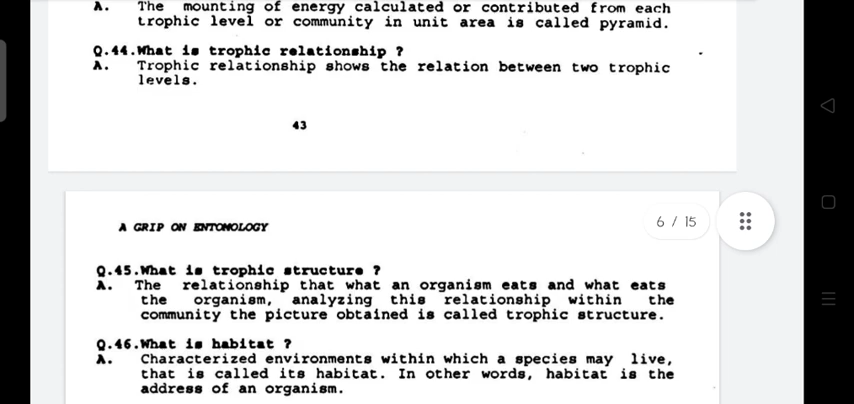 A. The mounting of energy calculated or contributed from each
trophic level or community in unit area is called pyramid.
Q.44.What is trophic relationship ?
A. Trophic relationship shows the relation between two trophic
levels.
43
A GRIP ON ENTOMOLOGY
6 / 15
Q.45.What is trophic structure ?
A. The relationship that what an organism eats and what eats
the organism, analyzing this relationship within the
community the picture obtained is called trophic structure.
Q.46.What is habitat ?
A. Characterized environments within which a species may live,
that is called its habitat. In other words, habitat is the
address of an organism.